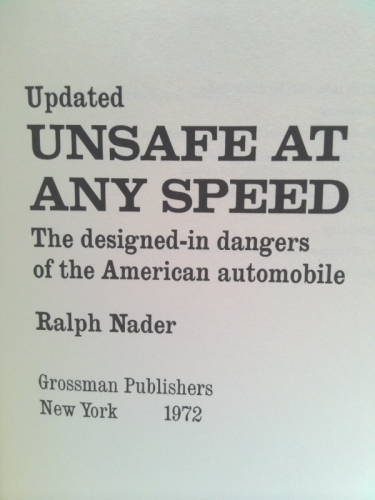 Updated
UNSAFE AT
ANY SPEED
The designed-in dangers
of the American automobile
Ralph Nader
Grossman Publishers
New York 1972